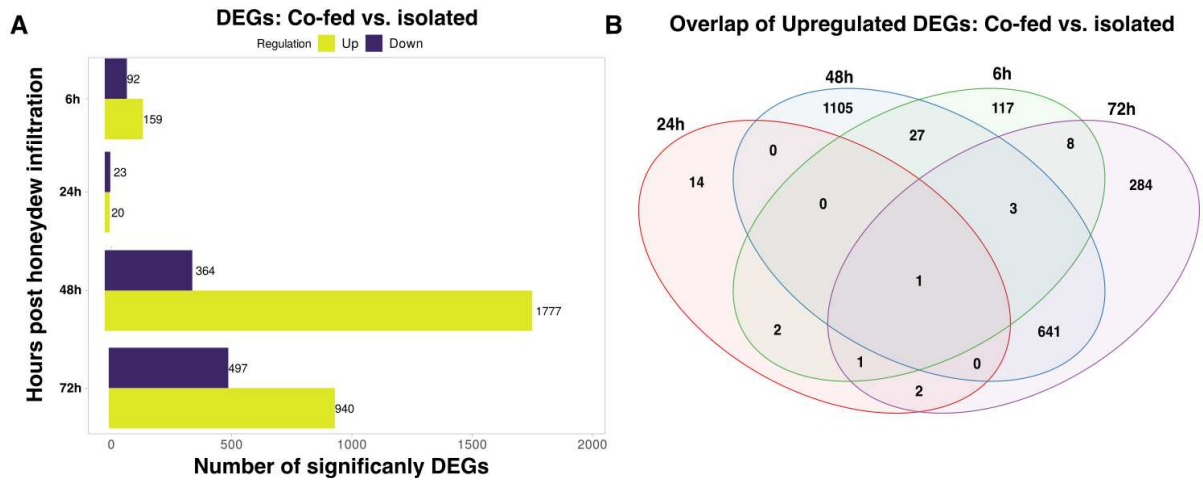 A
DEGs: Co-fed vs. isolated
Regulation Up Down
Hours post honeydew infiltration
6h
92
159
24h
23
20
48h
364
1777
72h
497
940
0 500 1000 1500 2000
Number of significanly DEGs
B
Overlap of Upregulated DEGs: Co-fed vs. isolated
48h 6h
24h 72h
1105 117
27 8
0
14 284
0 3
1
2 641
1 0
2